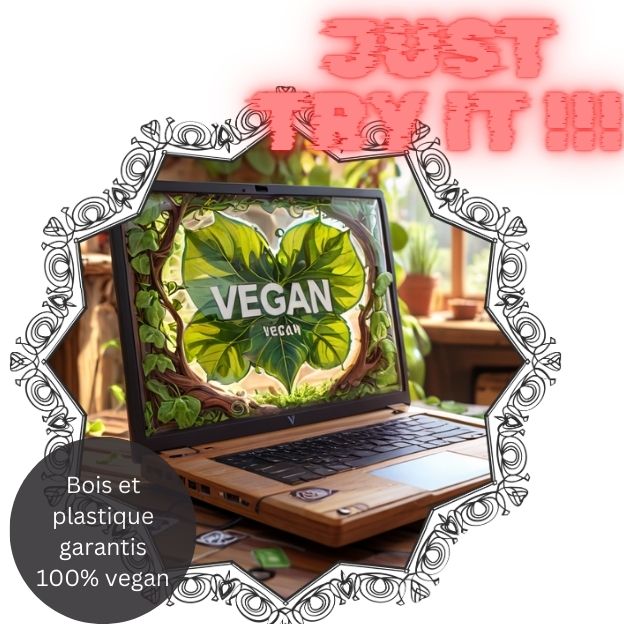 JUST
TRY IT !!!
VEGAN
VEGAN
V
Bois et
plastique
garantis
100% vegan